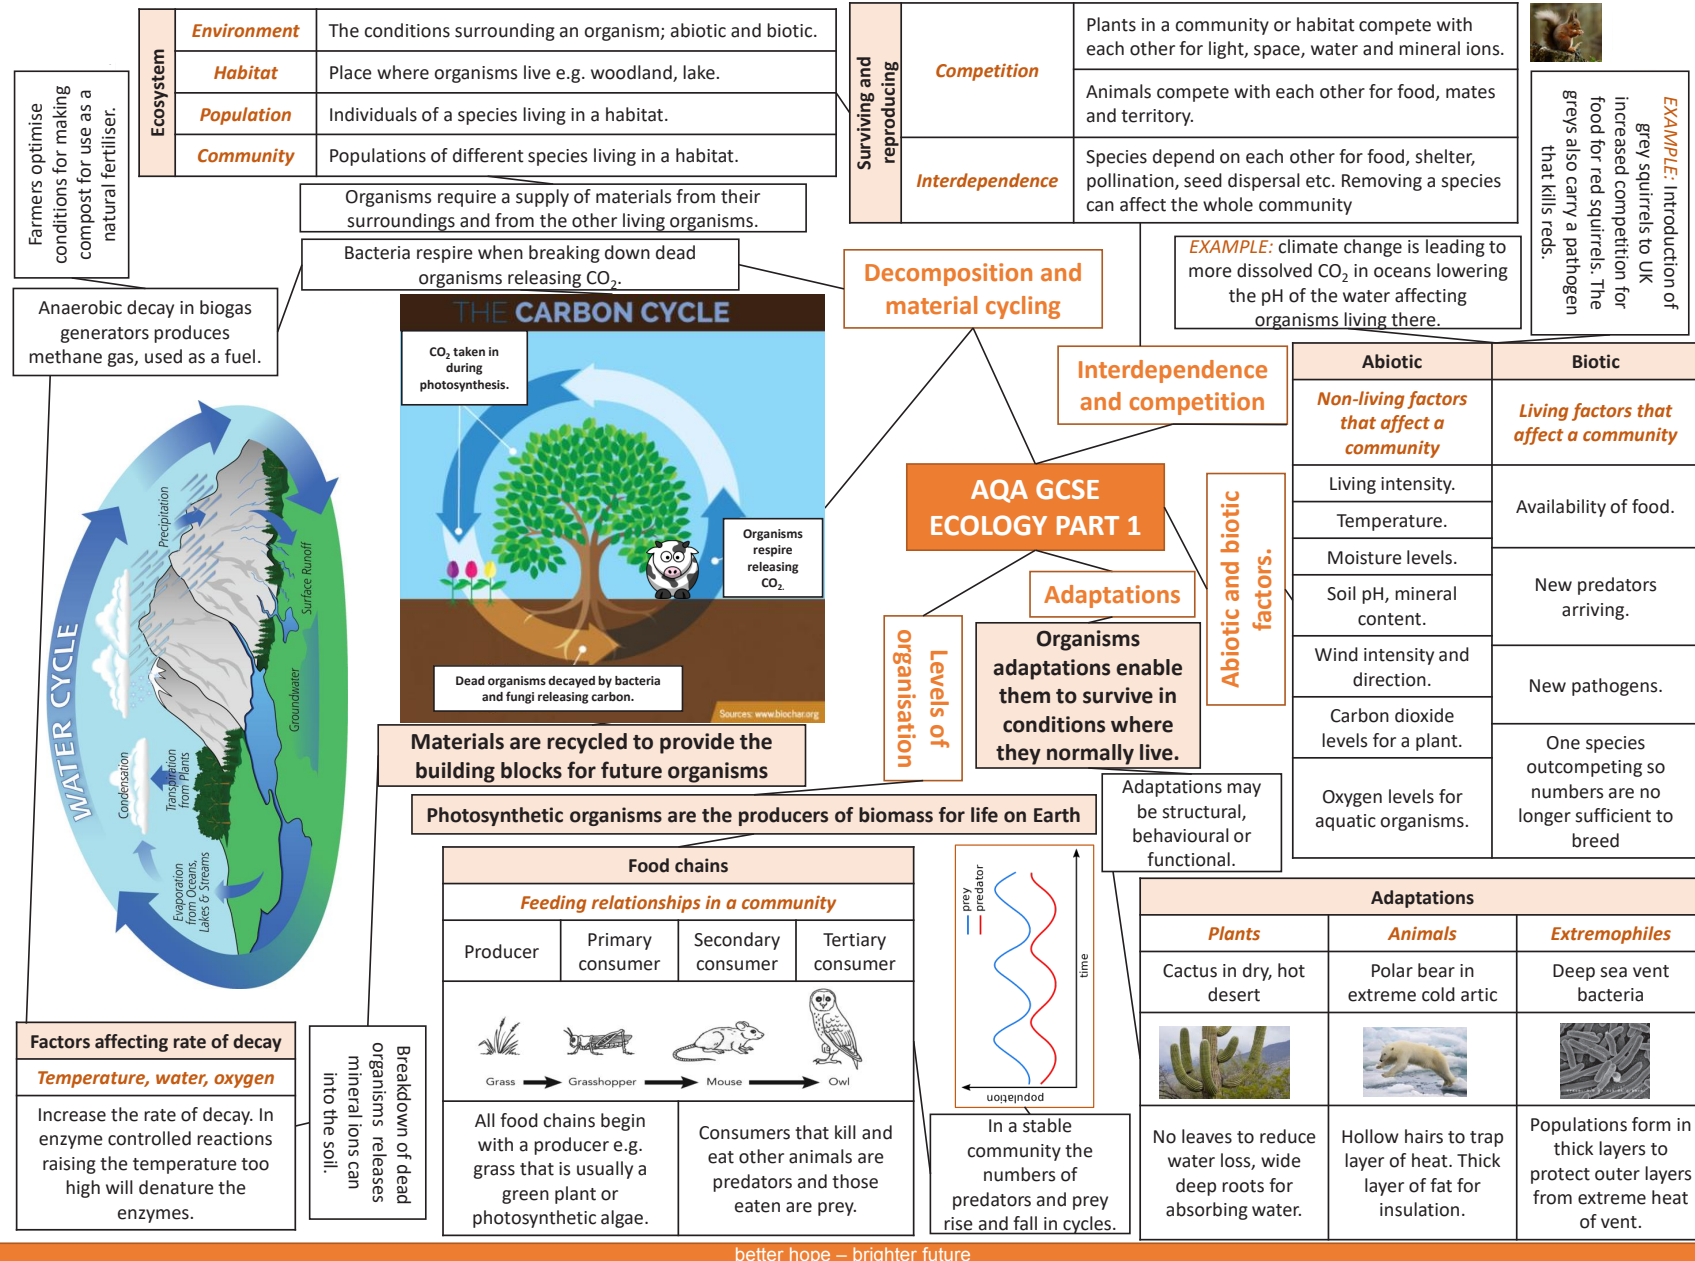 Ecosystem
Environment
The conditions surrounding an organism; abiotic and biotic.
Habitat
Place where organisms live e.g. woodland, lake.
Population
Individuals of a species living in a habitat.
Community
Populations of different species living in a habitat.
Surviving and
reproducing
Competition
Plants in a community or habitat compete with
each other for light, space, water and mineral ions.
Animals compete with each other for food, mates
and territory.
Interdependence
Species depend on each other for food, shelter,
pollination, seed dispersal etc. Removing a species
can affect the whole community
EXAMPLE: Introduction of
grey squirrels to UK
increased competition for
food for red squirrels. The
greys also carry a pathogen
that kills reds.
Farmers optimise
conditions for making
compost for use as a
natural fertiliser.
Organisms require a supply of materials from their
surroundings and from the other living organisms.
Bacteria respire when breaking down dead
organisms releasing CO₂.
Anaerobic decay in biogas
generators produces
methane gas, used as a fuel.
Decomposition and
material cycling
EXAMPLE: climate change is leading to
more dissolved CO₂ in oceans lowering
the pH of the water affecting
organisms living there.
Interdependence
and competition
THE CARBON CYCLE
CO₂ taken in
during
photosynthesis.
Organisms
respire
releasing
CO₂.
Dead organisms decayed by bacteria
and fungi releasing carbon.
Sources: www.biochar.org
AQA GCSE
ECOLOGY PART 1
Abiotic and biotic
factors.
Abiotic
Biotic
Non-living factors
that affect a
community
Living factors that
affect a community
Living intensity.
Temperature.
Moisture levels.
Soil pH, mineral
content.
Wind intensity and
direction.
Carbon dioxide
levels for a plant.
Oxygen levels for
aquatic organisms.
Availability of food.
New predators
arriving.
New pathogens.
One species
outcompeting so
numbers are no
longer sufficient to
breed
WATER CYCLE
Precipitation
Surface Runoff
Groundwater
Condensation
Transpiration
from Plants
Evaporation
from Oceans,
Lakes & Streams
Levels of
organisation
Adaptations
Organisms
adaptations enable
them to survive in
conditions where
they normally live.
Adaptations may
be structural,
behavioural or
functional.
Materials are recycled to provide the
building blocks for future organisms
Photosynthetic organisms are the producers of biomass for life on Earth
Food chains
Feeding relationships in a community
Producer
Primary
consumer
Secondary
consumer
Tertiary
consumer
Grass
Grasshopper
Mouse
Owl
All food chains begin
with a producer e.g.
grass that is usually a
green plant or
photosynthetic algae.
Consumers that kill and
eat other animals are
predators and those
eaten are prey.
prey
predator
time
population
In a stable
community the
numbers of
predators and prey
rise and fall in cycles.
Adaptations
Plants
Animals
Extremophiles
Cactus in dry, hot
desert
Polar bear in
extreme cold artic
Deep sea vent
bacteria
No leaves to reduce
water loss, wide
deep roots for
absorbing water.
Hollow hairs to trap
layer of heat. Thick
layer of fat for
insulation.
Populations form in
thick layers to
protect outer layers
from extreme heat
of vent.
Factors affecting rate of decay
Temperature, water, oxygen
Increase the rate of decay. In
enzyme controlled reactions
raising the temperature too
high will denature the
enzymes.
Breakdown of dead
organisms releases
mineral ions can
into the soil.
better hope – brighter future